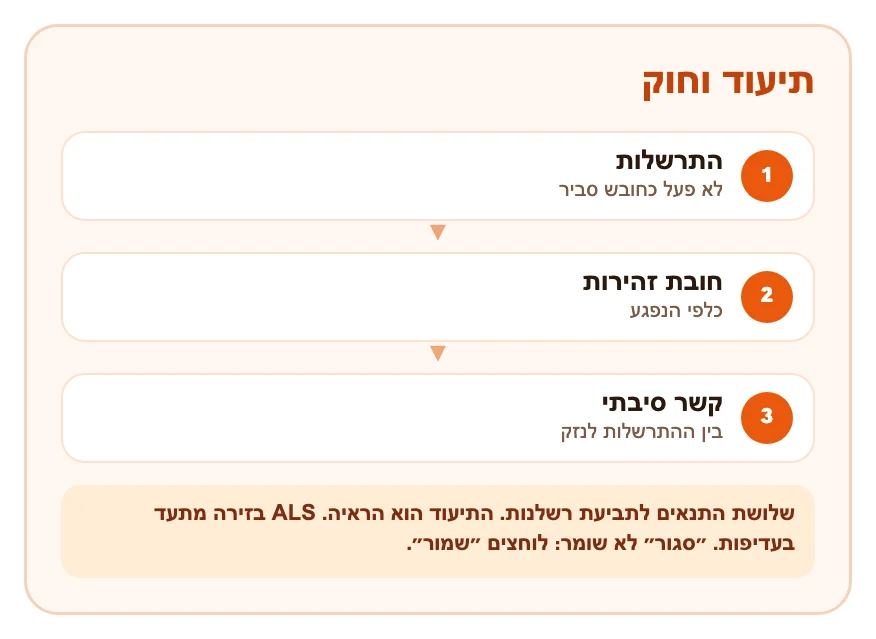 תיעוד וחוק
1
התרשלות
לא פעל כחובש סביר
▼
2
חובת זהירות
כלפי הנפגע
▼
3
קשר סיבתי
בין ההתרשלות לנזק
שלושת התנאים לתביעת רשלנות. התיעוד הוא הראיה. ALS בזירה מתעד
בעדיפות. ״סגור״ לא שומר: לוחצים ״שמור״.